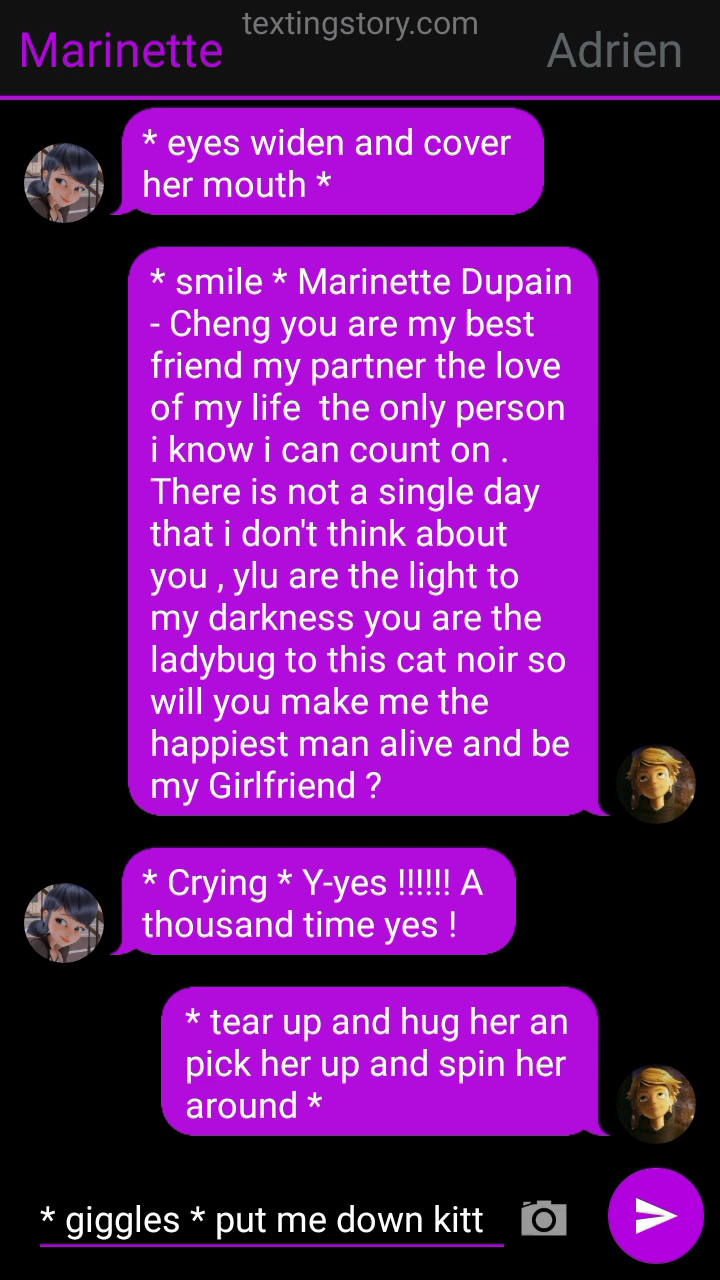 textingstory.com
Marinette
Adrien
* eyes widen and cover
her mouth *
* smile * Marinette Dupain
- Cheng you are my best
friend my partner the love
of my life  the only person
i know i can count on .
There is not a single day
that i don't think about
you , ylu are the light to
my darkness you are the
ladybug to this cat noir so
will you make me the
happiest man alive and be
my Girlfriend ?
* Crying * Y-yes !!!!!! A
thousand time yes !
* tear up and hug her an
pick her up and spin her
around *
* giggles * put me down kitt